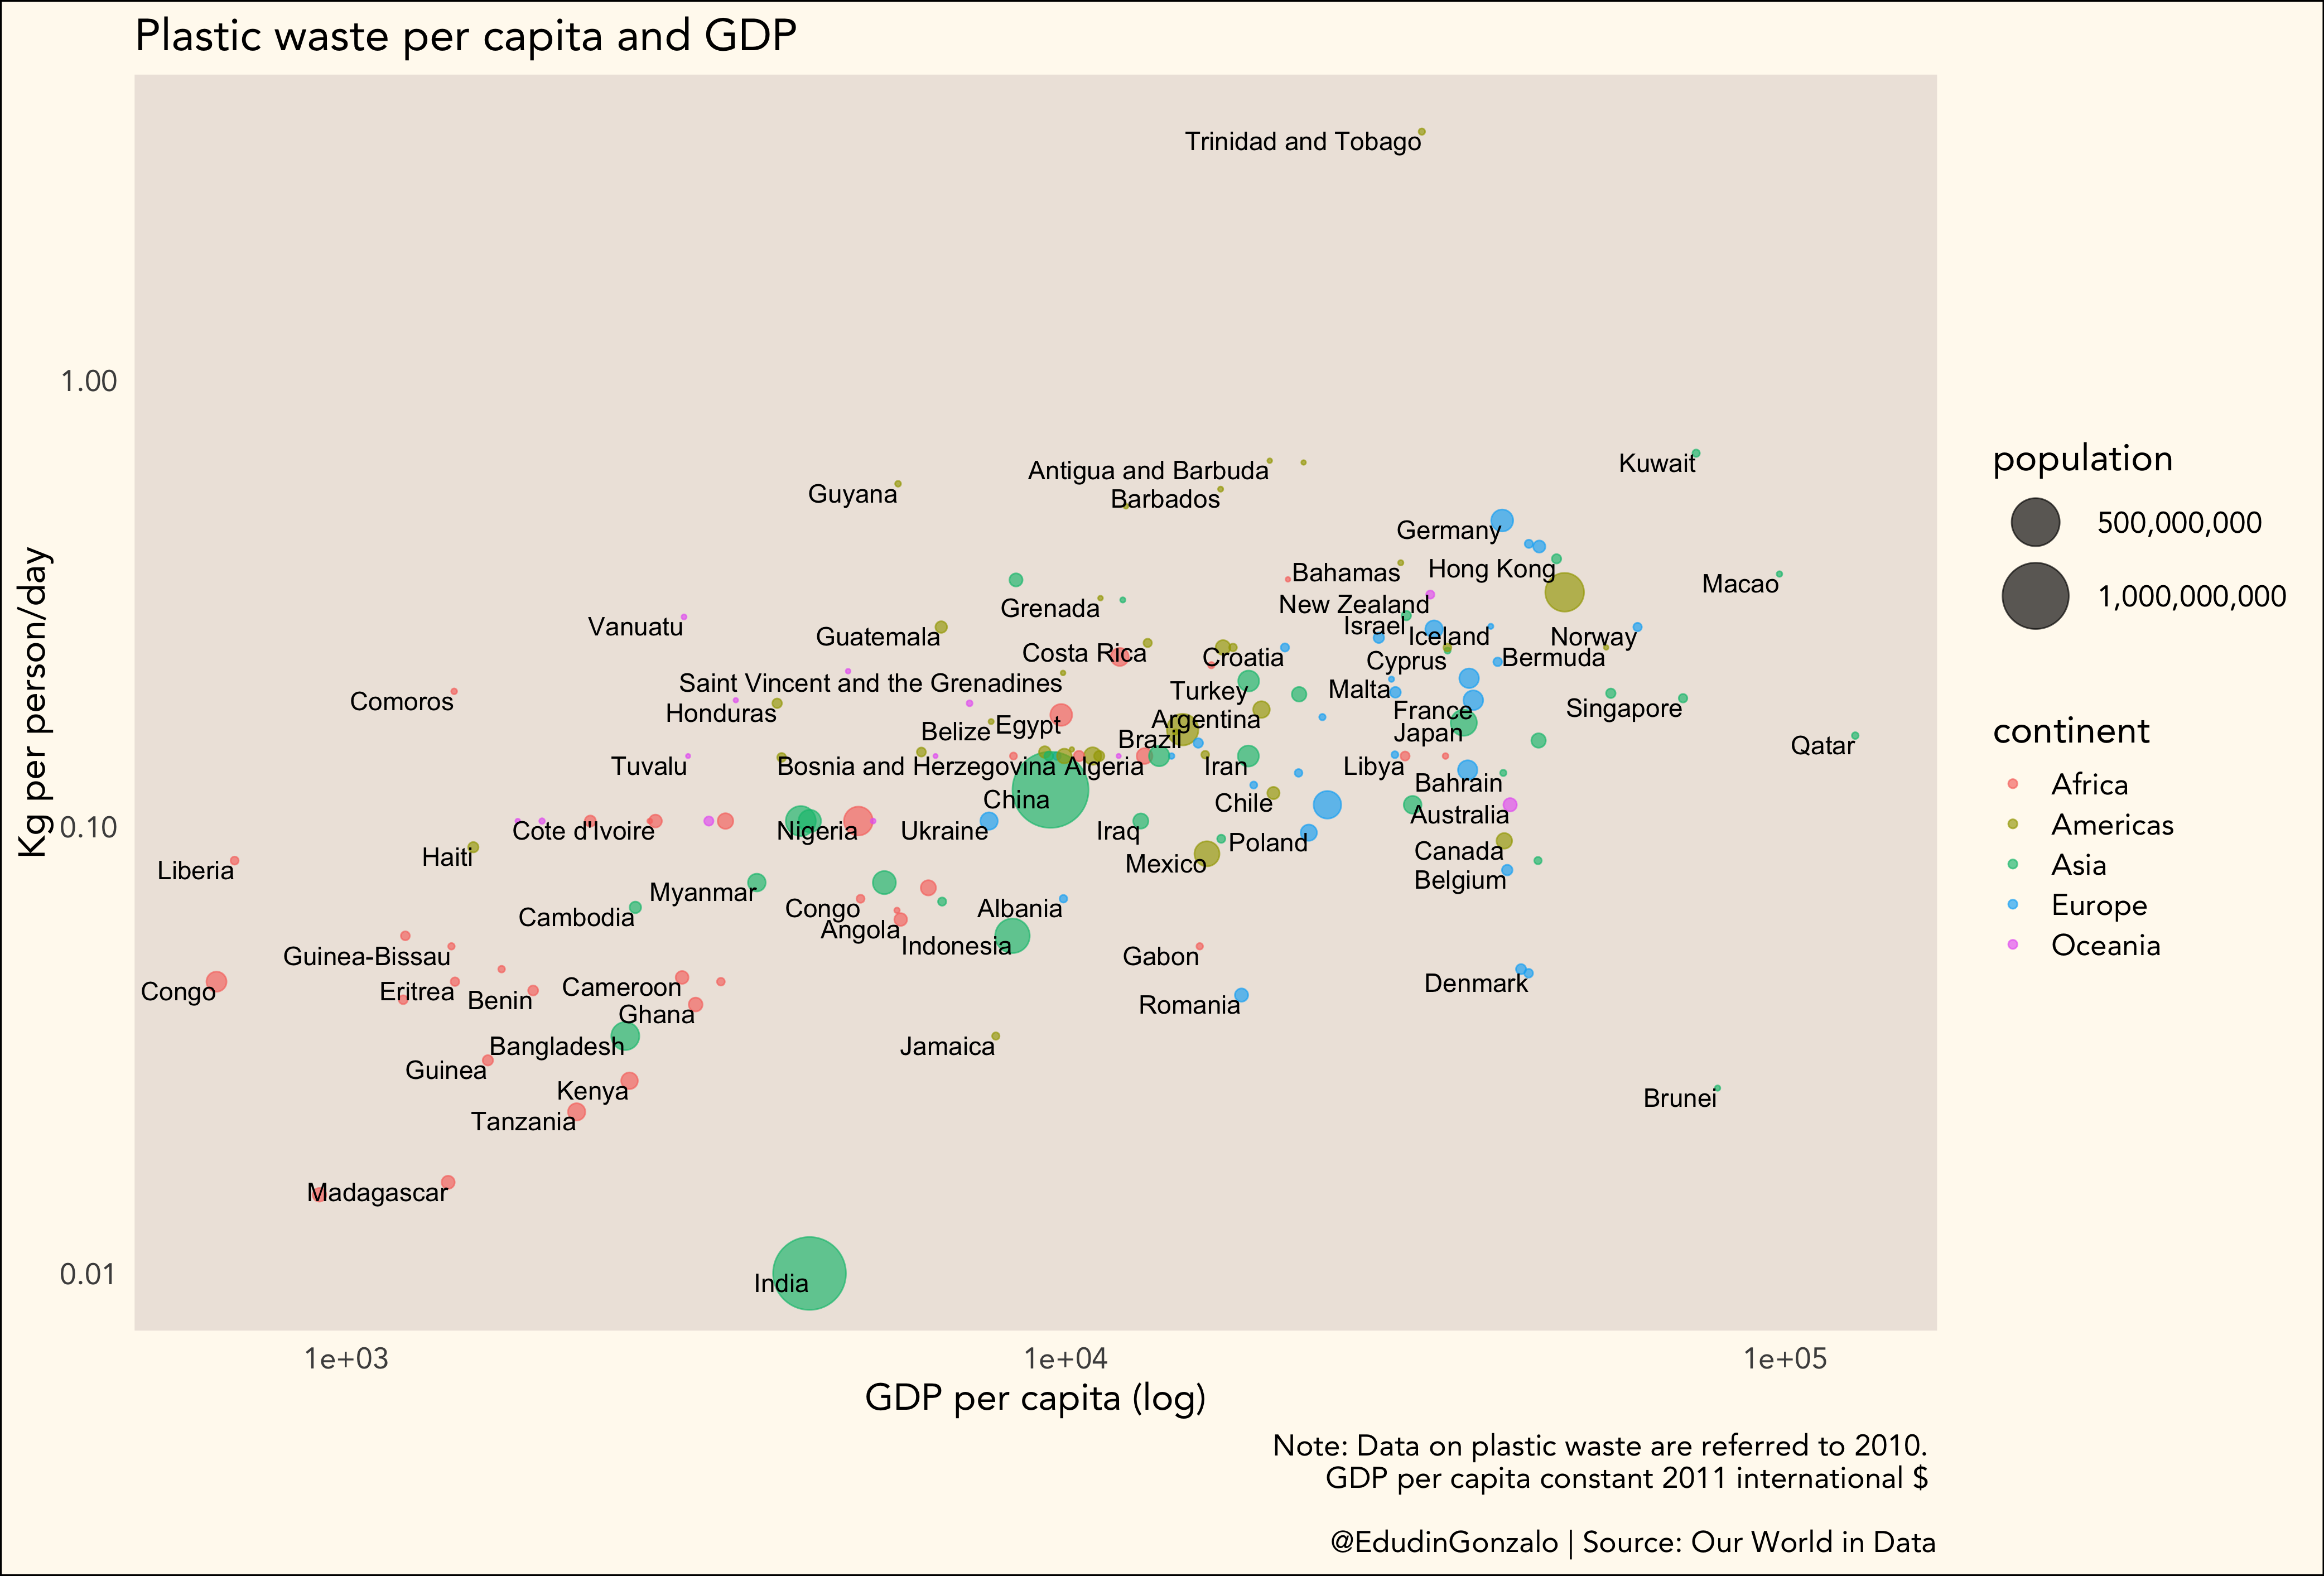 Plastic waste per capita and GDP
Trinidad and Tobago
1.00
Kuwait
Antigua and Barbuda
Guyana
Barbados
Germany
Hong Kong
Bahamas
Macao
New Zealand
Grenada
Israel
Vanuatu
Guatemala
Iceland
Norway
Costa Rica
Croatia
Cyprus
Bermuda
Saint Vincent and the Grenadines
Turkey
Malta
Comoros
Singapore
France
Honduras
Argentina
Egypt
Belize
Japan
Brazil
Qatar
Tuvalu
Bosnia and Herzegovina
Algeria
Iran
Libya
Bahrain
China
Chile
Australia
0.10
Cote d'Ivoire
Nigeria
Ukraine
Iraq
Poland
Canada
Haiti
Mexico
Liberia
Belgium
Myanmar
Congo
Albania
Cambodia
Angola
Indonesia
Guinea-Bissau
Gabon
Denmark
Cameroon
Congo
Eritrea
Benin
Romania
Ghana
Bangladesh
Jamaica
Guinea
Kenya
Brunei
Tanzania
Madagascar
0.01
India
Kg per person/day
1e+03
1e+04
1e+05
GDP per capita (log)
population
500,000,000
1,000,000,000
continent
Africa
Americas
Asia
Europe
Oceania
Note: Data on plastic waste are referred to 2010.
GDP per capita constant 2011 international $
@EdudinGonzalo | Source: Our World in Data